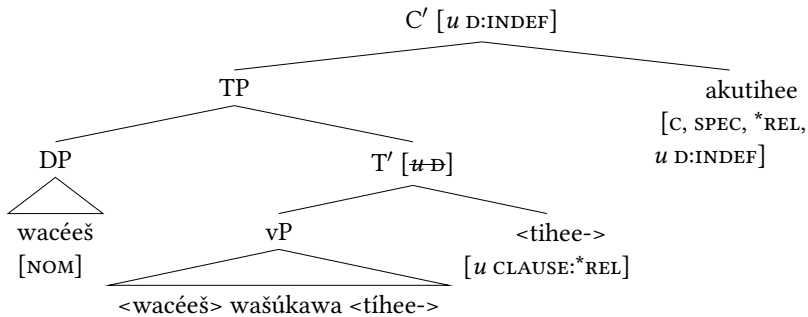 C′ [u D:INDEF]
TP
akutihee
[C, SPEC, *REL,
u D:INDEF]
DP
T′ [u D]
wacéeš
[NOM]
vP
<tihee->
[u CLAUSE:*REL]
<wacéeš> wašúkawa <tíhee->